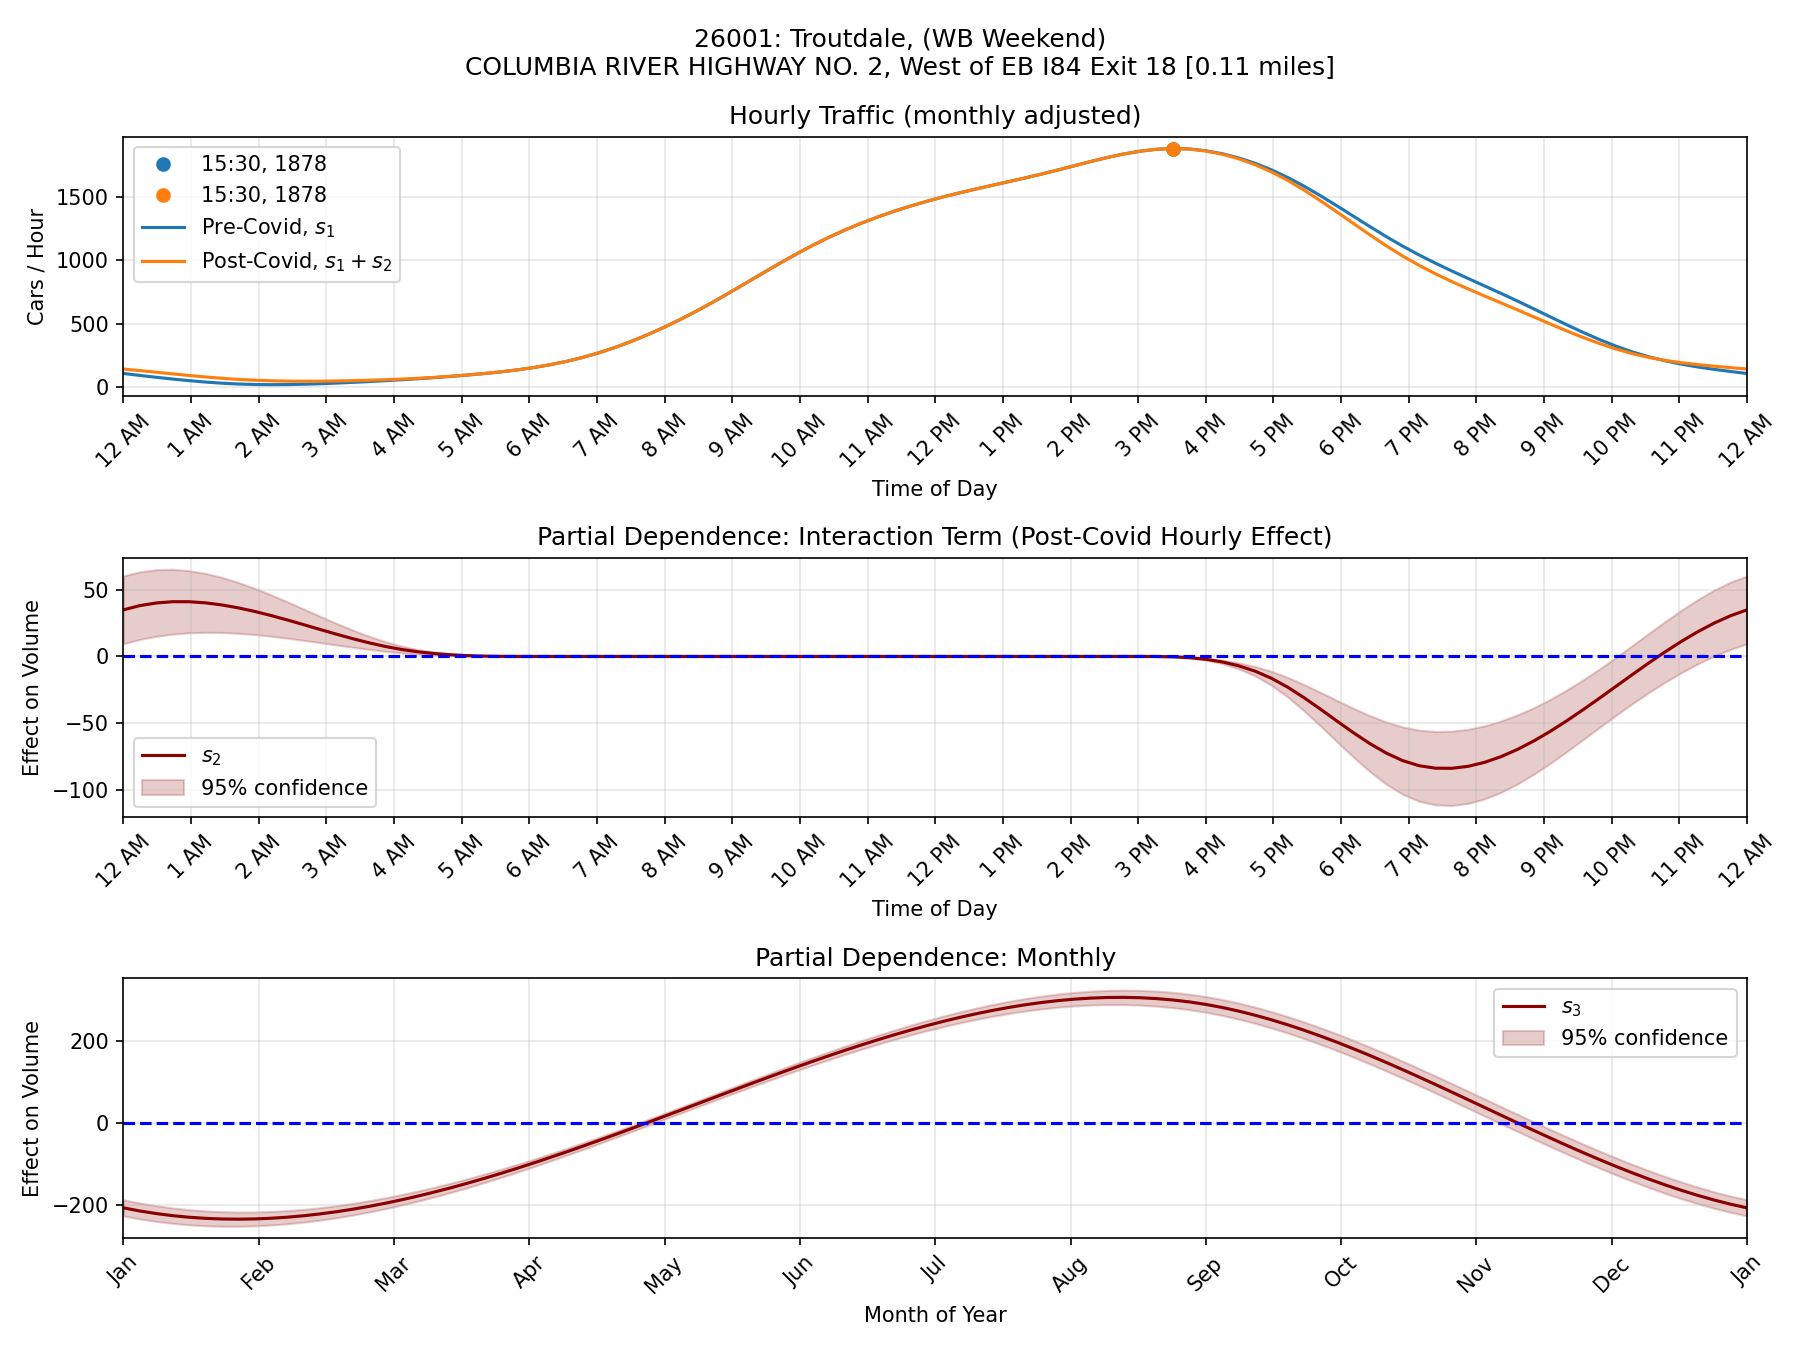 26001: Troutdale, (WB Weekend)
COLUMBIA RIVER HIGHWAY NO. 2, West of EB I84 Exit 18 [0.11 miles]
Hourly Traffic (monthly adjusted)
15:30, 1878
15:30, 1878
Pre-Covid, s₁
Post-Covid, s₁ + s₂
Cars / Hour
1500
1000
500
0
12 AM 1 AM 2 AM 3 AM 4 AM 5 AM 6 AM 7 AM 8 AM 9 AM 10 AM 11 AM 12 PM 1 PM 2 PM 3 PM 4 PM 5 PM 6 PM 7 PM 8 PM 9 PM 10 PM 11 PM 12 AM
Time of Day
Partial Dependence: Interaction Term (Post-Covid Hourly Effect)
Effect on Volume
50
0
−50
−100
s₂
95% confidence
12 AM 1 AM 2 AM 3 AM 4 AM 5 AM 6 AM 7 AM 8 AM 9 AM 10 AM 11 AM 12 PM 1 PM 2 PM 3 PM 4 PM 5 PM 6 PM 7 PM 8 PM 9 PM 10 PM 11 PM 12 AM
Time of Day
Partial Dependence: Monthly
Effect on Volume
200
0
−200
s₃
95% confidence
Jan Feb Mar Apr May Jun Jul Aug Sep Oct Nov Dec Jan
Month of Year